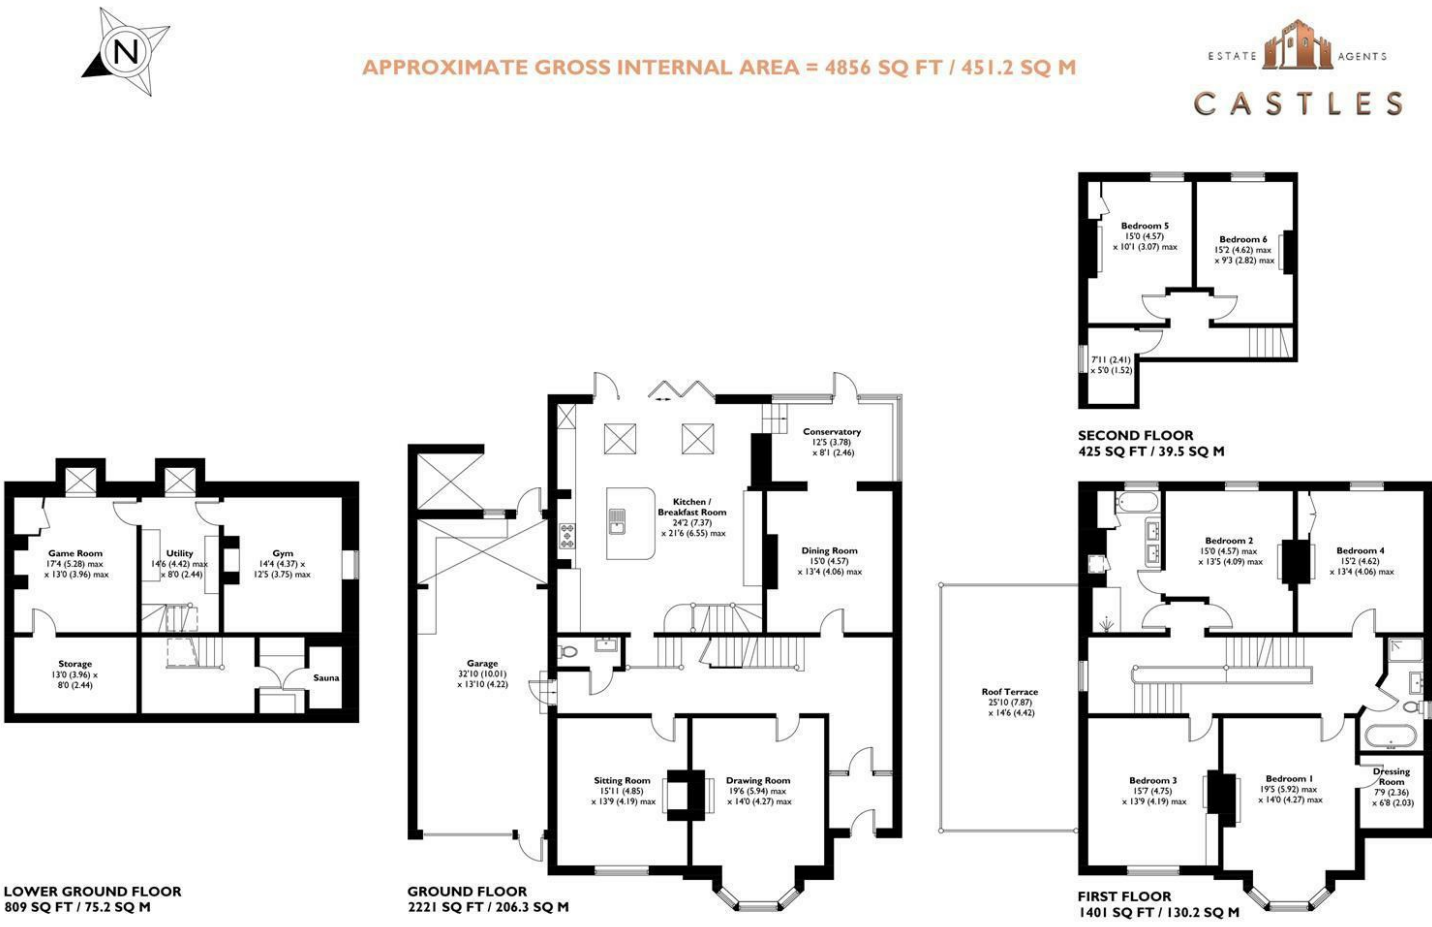 N
APPROXIMATE GROSS INTERNAL AREA = 4856 SQ FT / 451.2 SQ M
ESTATE AGENTS
CASTLES
Bedroom 5
15'0 (4.57)
x 10'1 (3.07) max
Bedroom 6
15'2 (4.62) max
x 9'3 (2.82) max
7'11 (2.41)
x 5'0 (1.52)
SECOND FLOOR
425 SQ FT / 39.5 SQ M
Game Room
17'4 (5.28) max
x 13'0 (3.96) max
Utility
14'6 (4.42) max
x 8'0 (2.44)
Gym
14'4 (4.37) x
12'5 (3.75) max
Storage
13'0 (3.96) x
8'0 (2.44)
Sauna
LOWER GROUND FLOOR
809 SQ FT / 75.2 SQ M
Conservatory
12'5 (3.78)
x 8'1 (2.46)
Kitchen /
Breakfast Room
24'2 (7.37)
x 21'6 (6.55) max
Dining Room
15'0 (4.57)
x 13'4 (4.06) max
Garage
32'10 (10.01)
x 13'10 (4.22)
Sitting Room
15'11 (4.85)
x 13'9 (4.19) max
Drawing Room
19'6 (5.94) max
x 14'0 (4.27) max
GROUND FLOOR
2221 SQ FT / 206.3 SQ M
Bedroom 2
15'0 (4.57) max
x 13'5 (4.09) max
Bedroom 4
15'2 (4.62)
x 13'4 (4.06) max
Roof Terrace
25'10 (7.87)
x 14'6 (4.42)
Bedroom 3
15'7 (4.75)
x 13'9 (4.19) max
Bedroom 1
19'5 (5.92) max
x 14'0 (4.27) max
Dressing
Room
7'9 (2.36)
x 6'8 (2.03)
FIRST FLOOR
1401 SQ FT / 130.2 SQ M